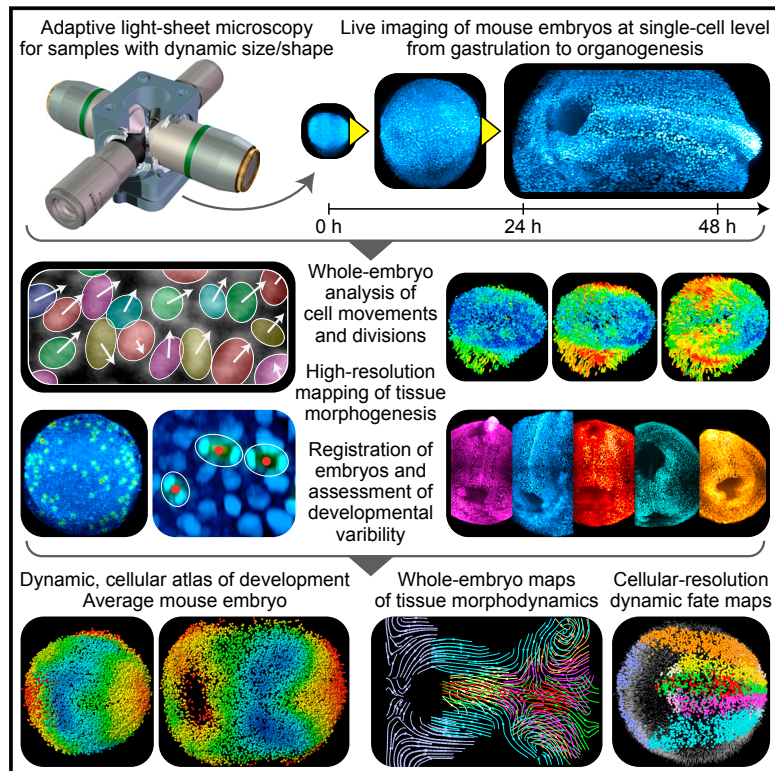 Adaptive light-sheet microscopy
for samples with dynamic size/shape
Live imaging of mouse embryos at single-cell level
from gastrulation to organogenesis
0 h
24 h
48 h
Whole-embryo
analysis of
cell movements
and divisions
High-resolution
mapping of tissue
morphogenesis
Registration of
embryos and
assessment of
developmental
varibility
Dynamic, cellular atlas of development
Average mouse embryo
Whole-embryo maps
of tissue morphodynamics
Cellular-resolution
dynamic fate maps